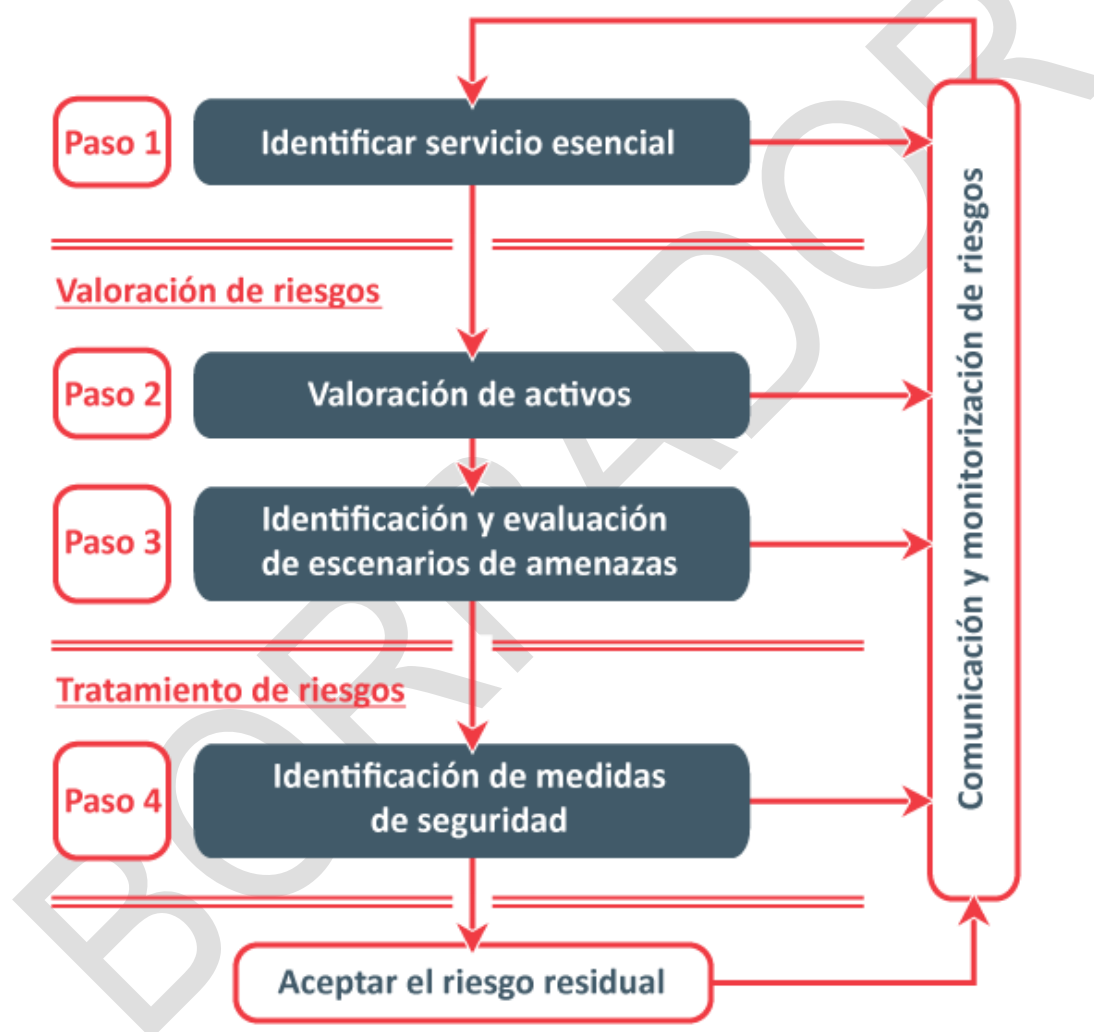 Paso 1
Identificar servicio esencial
Valoración de riesgos
Paso 2
Valoración de activos
Paso 3
Identificación y evaluación
de escenarios de amenazas
Tratamiento de riesgos
Paso 4
Identificación de medidas
de seguridad
Aceptar el riesgo residual
Comunicación y monitorización de riesgos
BORRADOR